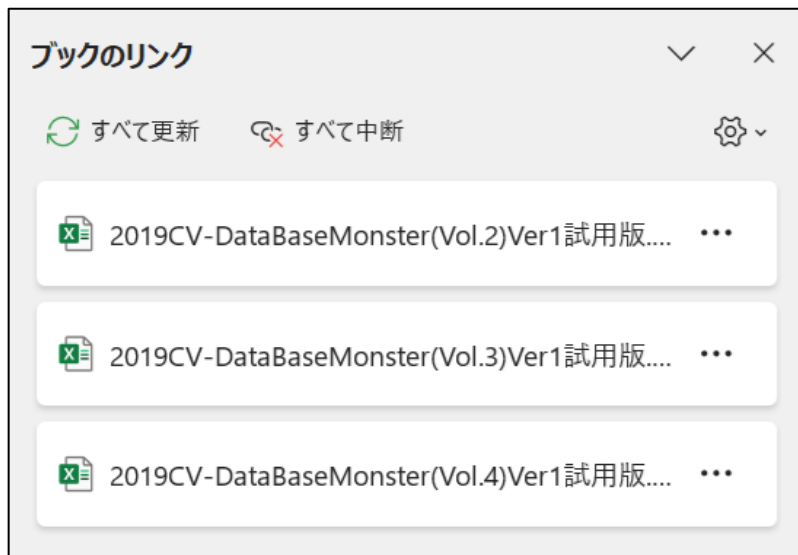 ブックのリンク
すべて更新 すべて中断
2019CV-DataBaseMonster(Vol.2)Ver1試用版....
2019CV-DataBaseMonster(Vol.3)Ver1試用版....
2019CV-DataBaseMonster(Vol.4)Ver1試用版....